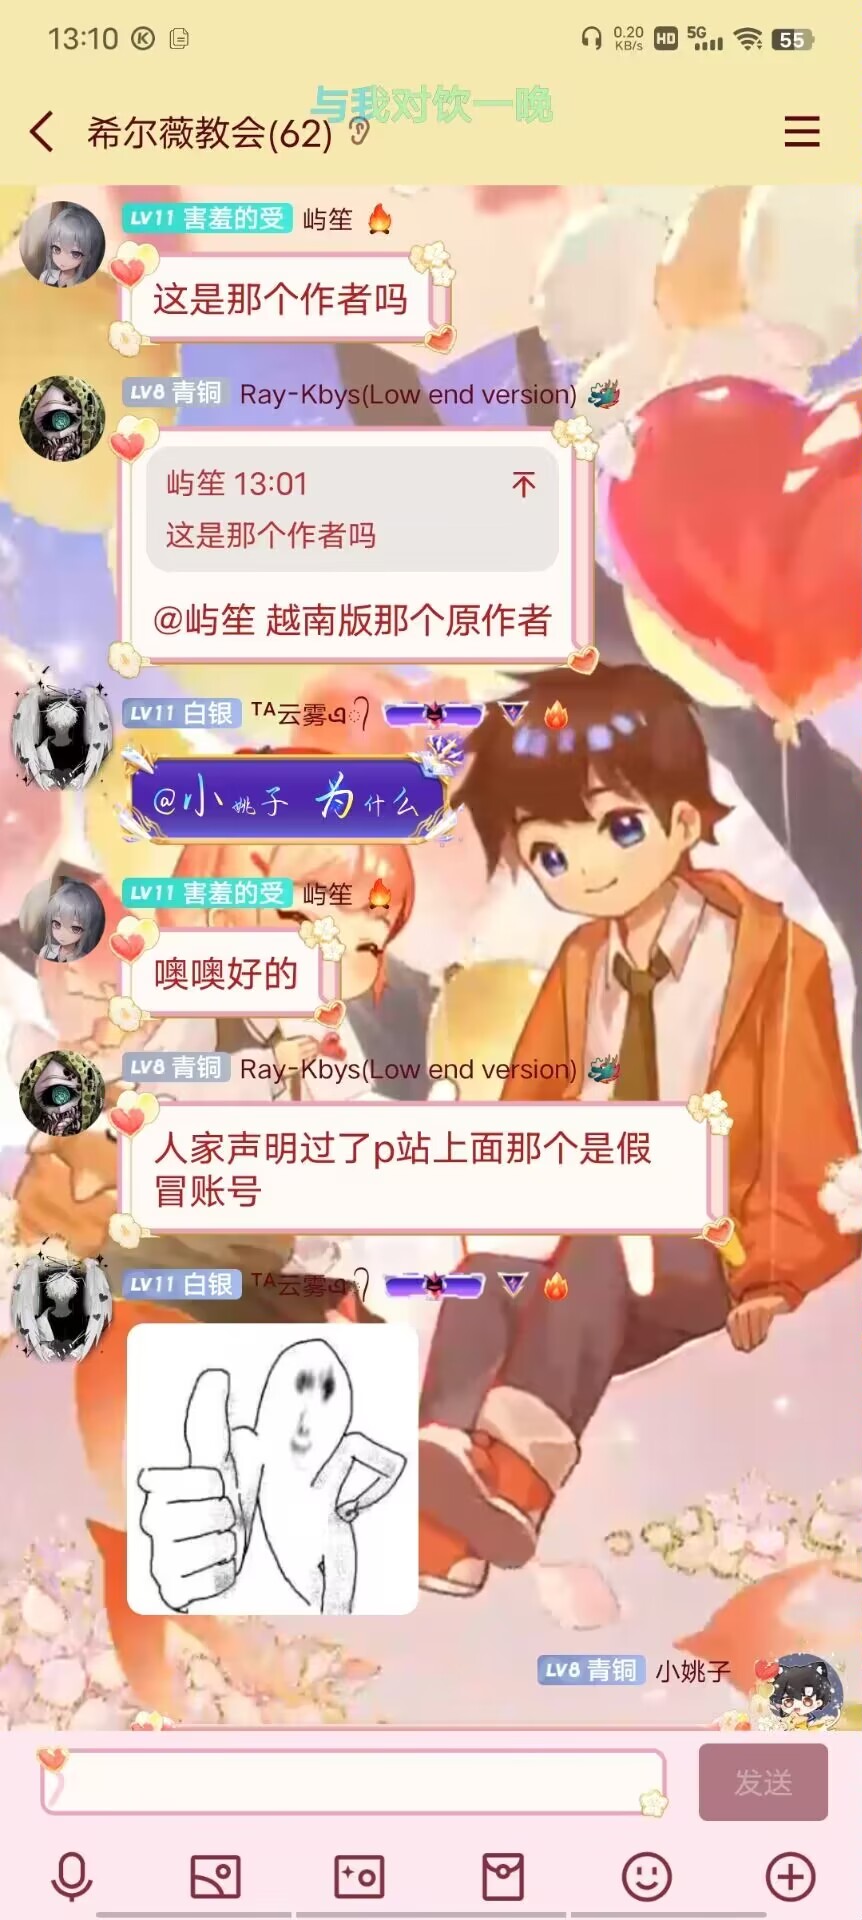 13:10
0.20
KB/s
HD
5G
55
与我对饮一晚
希尔薇教会(62)
LV11 害羞的受 屿笙
这是那个作者吗
LV8 青铜 Ray-Kbys(Low end version)
屿笙 13:01
这是那个作者吗
@屿笙 越南版那个原作者
LV11 白银 ᵀᴬ云雾
@小姚子 为什么
LV11 害羞的受 屿笙
噢噢好的
LV8 青铜 Ray-Kbys(Low end version)
人家声明过了p站上面那个是假
冒账号
LV11 白银 ᵀᴬ云雾
LV8 青铜 小姚子
发送